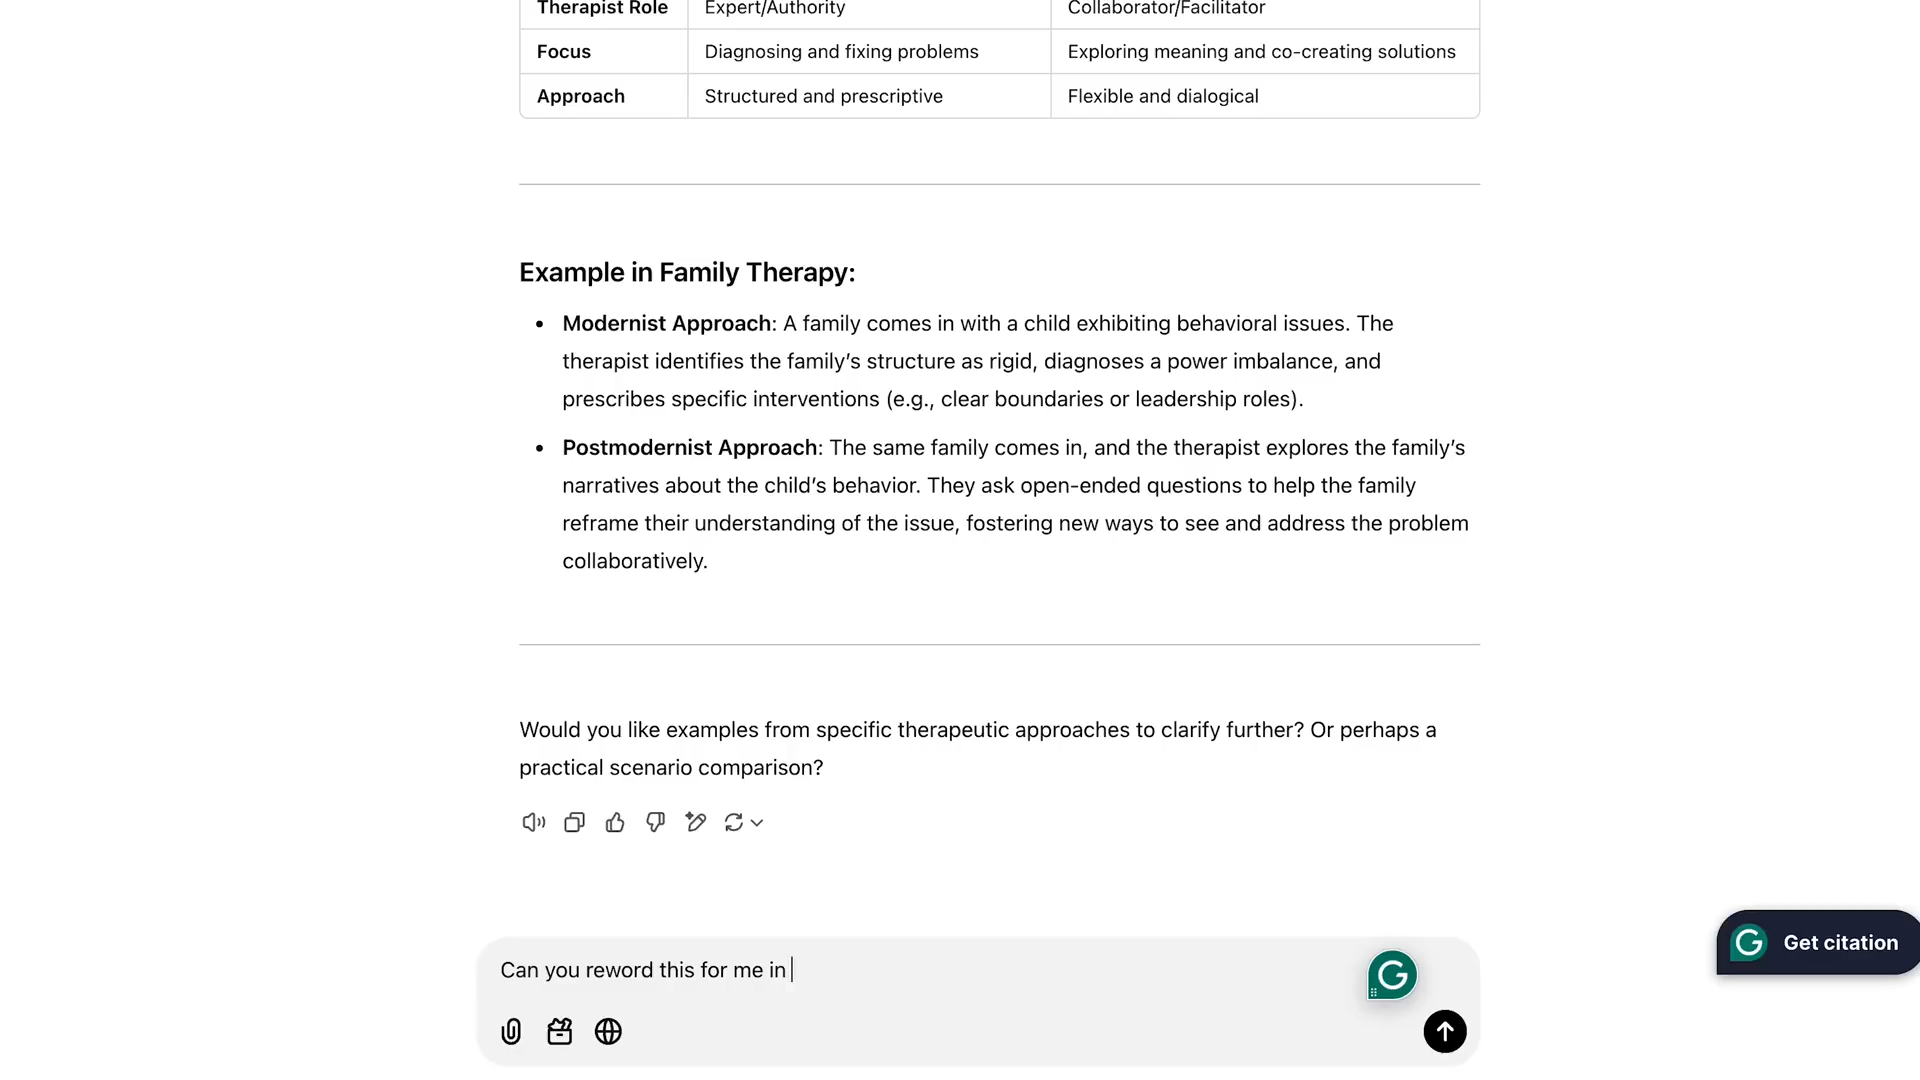 Therapist Role Expert/Authority Collaborator/Facilitator
Focus Diagnosing and fixing problems Exploring meaning and co-creating solutions
Approach Structured and prescriptive Flexible and dialogical
Example in Family Therapy:
• Modernist Approach: A family comes in with a child exhibiting behavioral issues. The
therapist identifies the family’s structure as rigid, diagnoses a power imbalance, and
prescribes specific interventions (e.g., clear boundaries or leadership roles).
• Postmodernist Approach: The same family comes in, and the therapist explores the family’s
narratives about the child’s behavior. They ask open-ended questions to help the family
reframe their understanding of the issue, fostering new ways to see and address the problem
collaboratively.
Would you like examples from specific therapeutic approaches to clarify further? Or perhaps a
practical scenario comparison?
Get citation
Can you reword this for me in